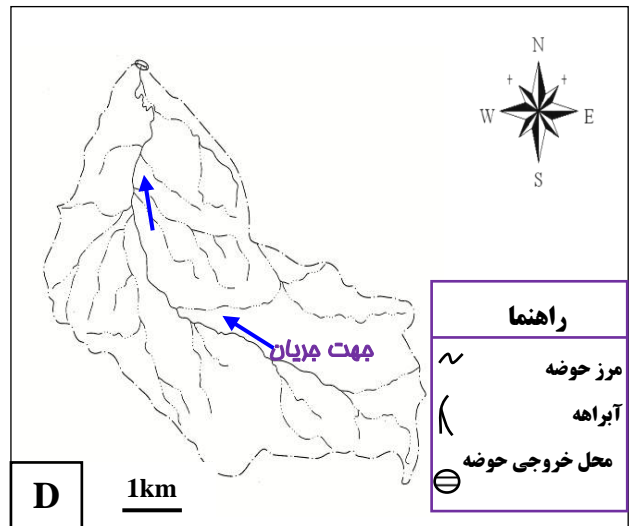 N
W E
S
جهت جریان
راهنما
مرز حوضه
آبراهه
محل خروجی حوضه
D
1km